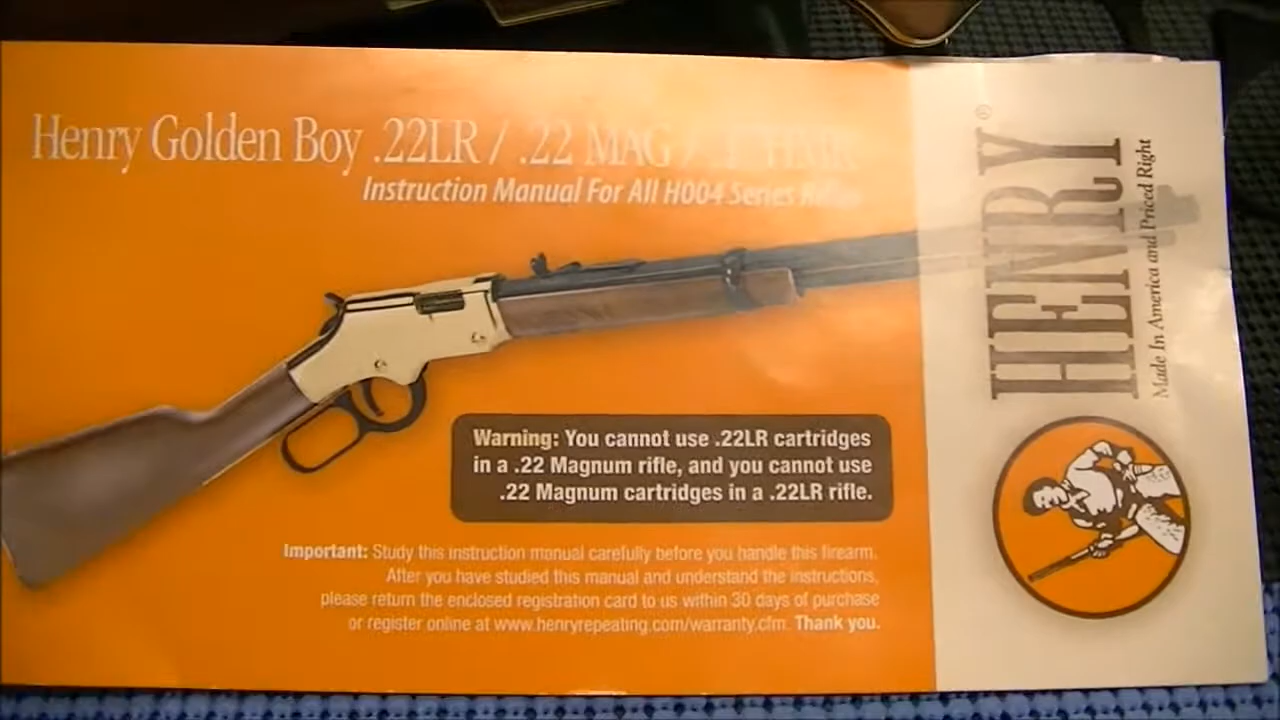 Henry Golden Boy .22LR / .22 MAG /
Instruction Manual For All H004 Series
Warning: You cannot use .22LR cartridges
in a .22 Magnum rifle, and you cannot use
.22 Magnum cartridges in a .22LR rifle.
Important: Study this instruction manual carefully before you handle this firearm.
After you have studied this manual and understand the instructions,
please return the enclosed registration card to us within 30 days of purchase
or register online at www.henryrepeating.com/warranty.cfm. Thank you.
HENRY®
Made In America and Priced Right